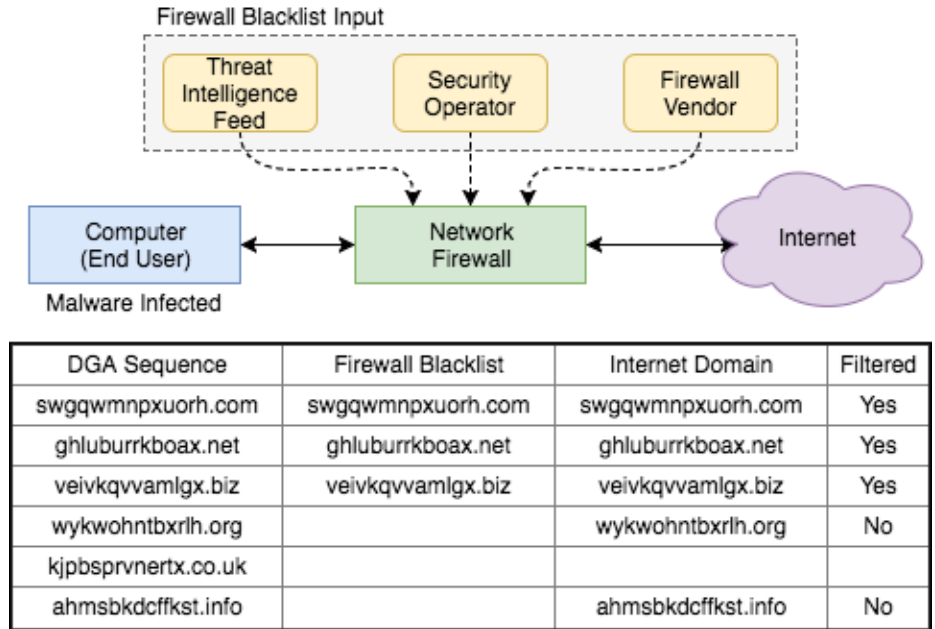 Firewall Blacklist Input
Threat
Intelligence
Feed
Security
Operator
Firewall
Vendor
Computer
(End User)
Network
Firewall
Internet
Malware Infected
DGA Sequence Firewall Blacklist Internet Domain Filtered
swgqwmnpxuorh.com swgqwmnpxuorh.com swgqwmnpxuorh.com Yes
ghluburrkboax.net ghluburrkboax.net ghluburrkboax.net Yes
veivkqvvamlgx.biz veivkqvvamlgx.biz veivkqvvamlgx.biz Yes
wykwohntbxrlh.org wykwohntbxrlh.org No
kjpbsprvnertx.co.uk
ahmsbkdcffkst.info ahmsbkdcffkst.info No